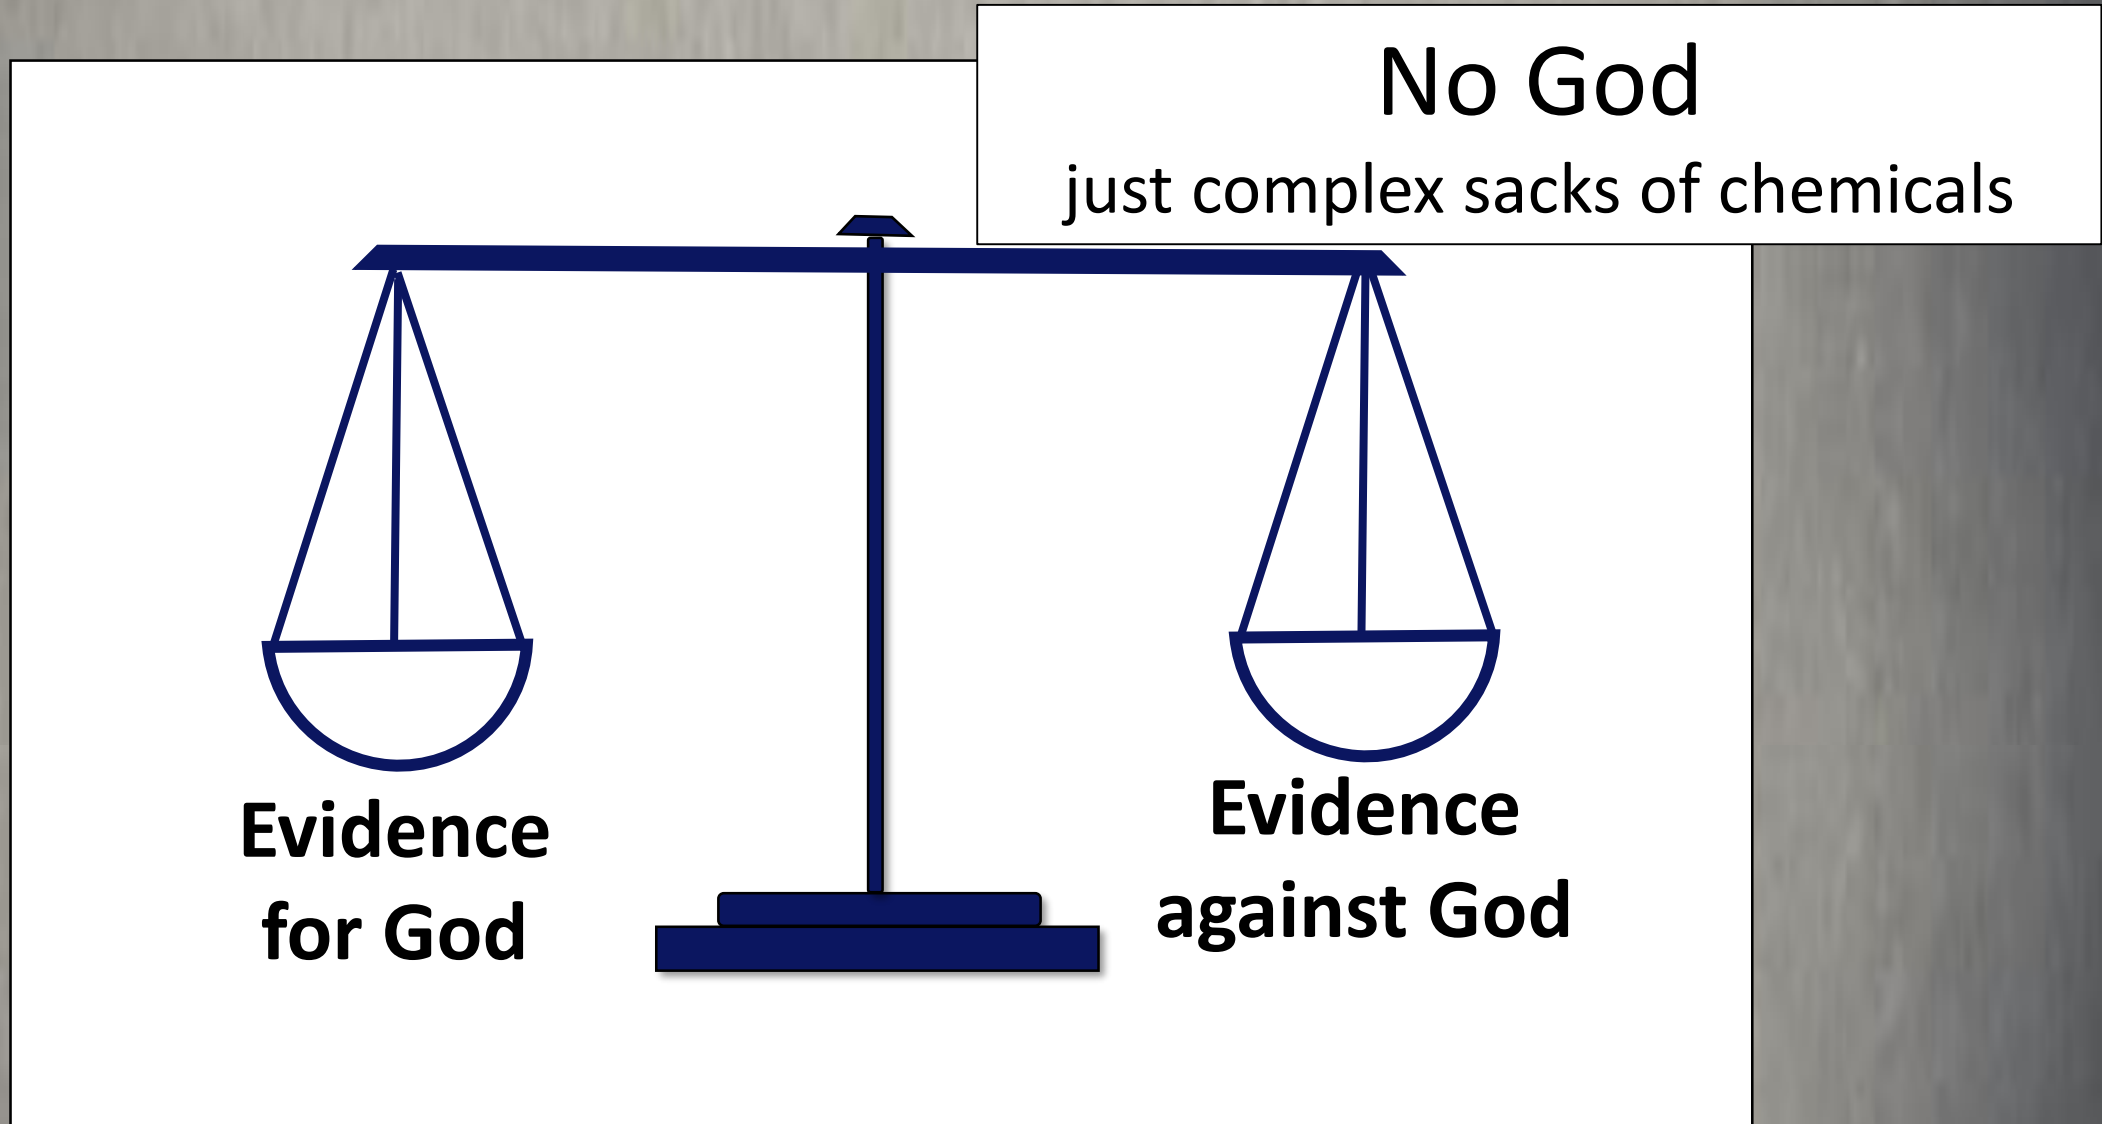 No God
just complex sacks of chemicals
Evidence
for God
Evidence
against God